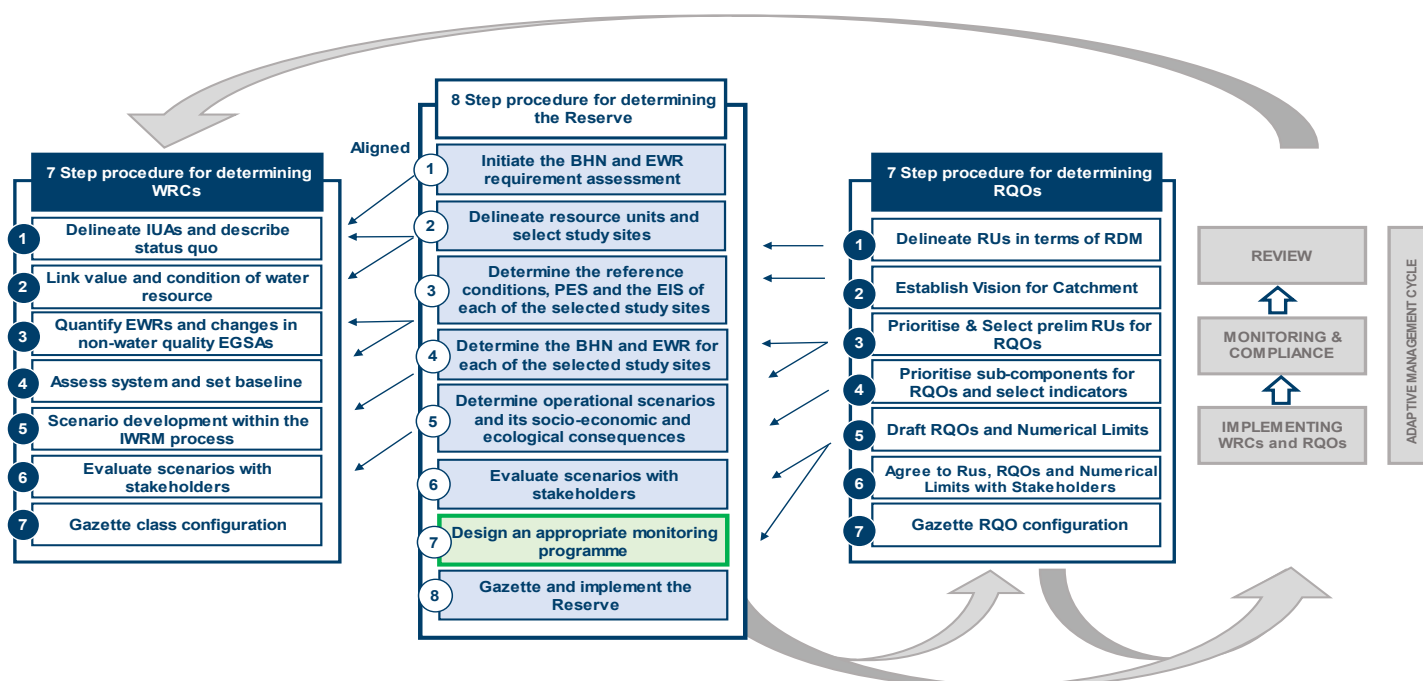 Aligned
7 Step procedure for determining
WRCs
1
Delineate IUAs and describe
status quo
2
Link value and condition of water
resource
3
Quantify EWRs and changes in
non-water quality EGSAs
4
Assess system and set baseline
5
Scenario development within the
IWRM process
6
Evaluate scenarios with
stakeholders
7
Gazette class configuration
8 Step procedure for determining
the Reserve
1
Initiate the BHN and EWR
requirement assessment
2
Delineate resource units and
select study sites
3
Determine the reference
conditions, PES and the EIS of
each of the selected study sites
4
Determine the BHN and EWR for
each of the selected study sites
5
Determine operational scenarios
and its socio-economic and
ecological consequences
6
Evaluate scenarios with
stakeholders
7
Design an appropriate monitoring
programme
8
Gazette and implement the
Reserve
7 Step procedure for determining
RQOs
1
Delineate RUs in terms of RDM
2
Establish Vision for Catchment
3
Prioritise & Select prelim RUs for
RQOs
4
Prioritise sub-components for
RQOs and select indicators
5
Draft RQOs and Numerical Limits
6
Agree to Rus, RQOs and Numerical
Limits with Stakeholders
7
Gazette RQO configuration
REVIEW
MONITORING &
COMPLIANCE
IMPLEMENTING
WRCs and RQOs
ADAPTIVE MANAGEMENT CYCLE